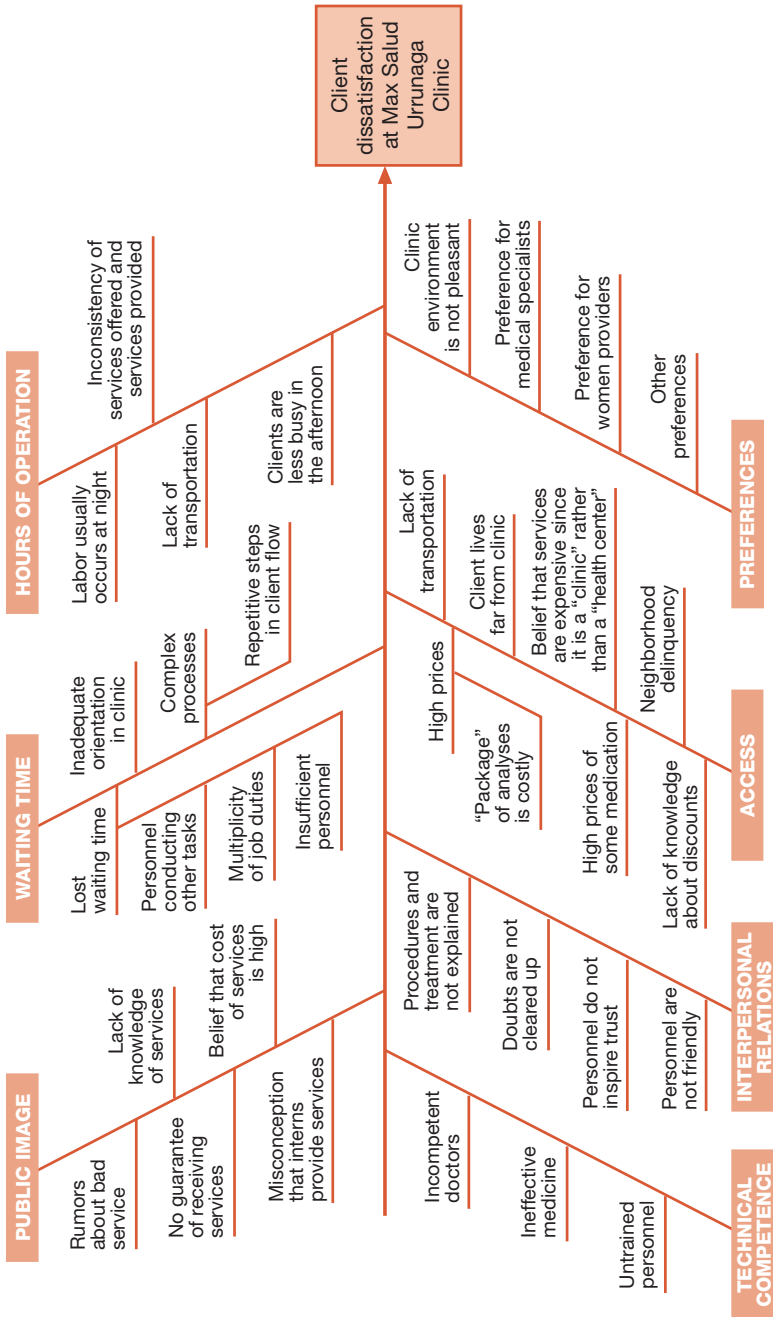 PUBLIC IMAGE
Rumors
about bad
service
Lack of
knowledge
of services
No guarantee
of receiving
services
Belief that cost
of services
is high
Misconception
that interns
provide services
WAITING TIME
Lost
waiting time
Inadequate
orientation
in clinic
Personnel
conducting
other tasks
Complex
processes
Multiplicity
of job duties
Repetitive steps
in client flow
Insufficient
personnel
HOURS OF OPERATION
Labor usually
occurs at night
Inconsistency of
services offered and
services provided
Lack of
transportation
Clients are
less busy in
the afternoon
Client
dissatisfaction
at Max Salud
Urrunaga
Clinic
Incompetent
doctors
Ineffective
medicine
Untrained
personnel
TECHNICAL
COMPETENCE
Procedures and
treatment are
not explained
Doubts are not
cleared up
Personnel do not
inspire trust
Personnel are
not friendly
INTERPERSONAL
RELATIONS
High prices
“Package”
of analyses
is costly
High prices of
some medication
Lack of knowledge
about discounts
Lack of
transportation
Client lives
far from clinic
Belief that services
are expensive since
it is a “clinic” rather
than a “health center”
Neighborhood
delinquency
ACCESS
Clinic
environment
is not pleasant
Preference for
medical specialists
Preference for
women providers
Other
preferences
PREFERENCES